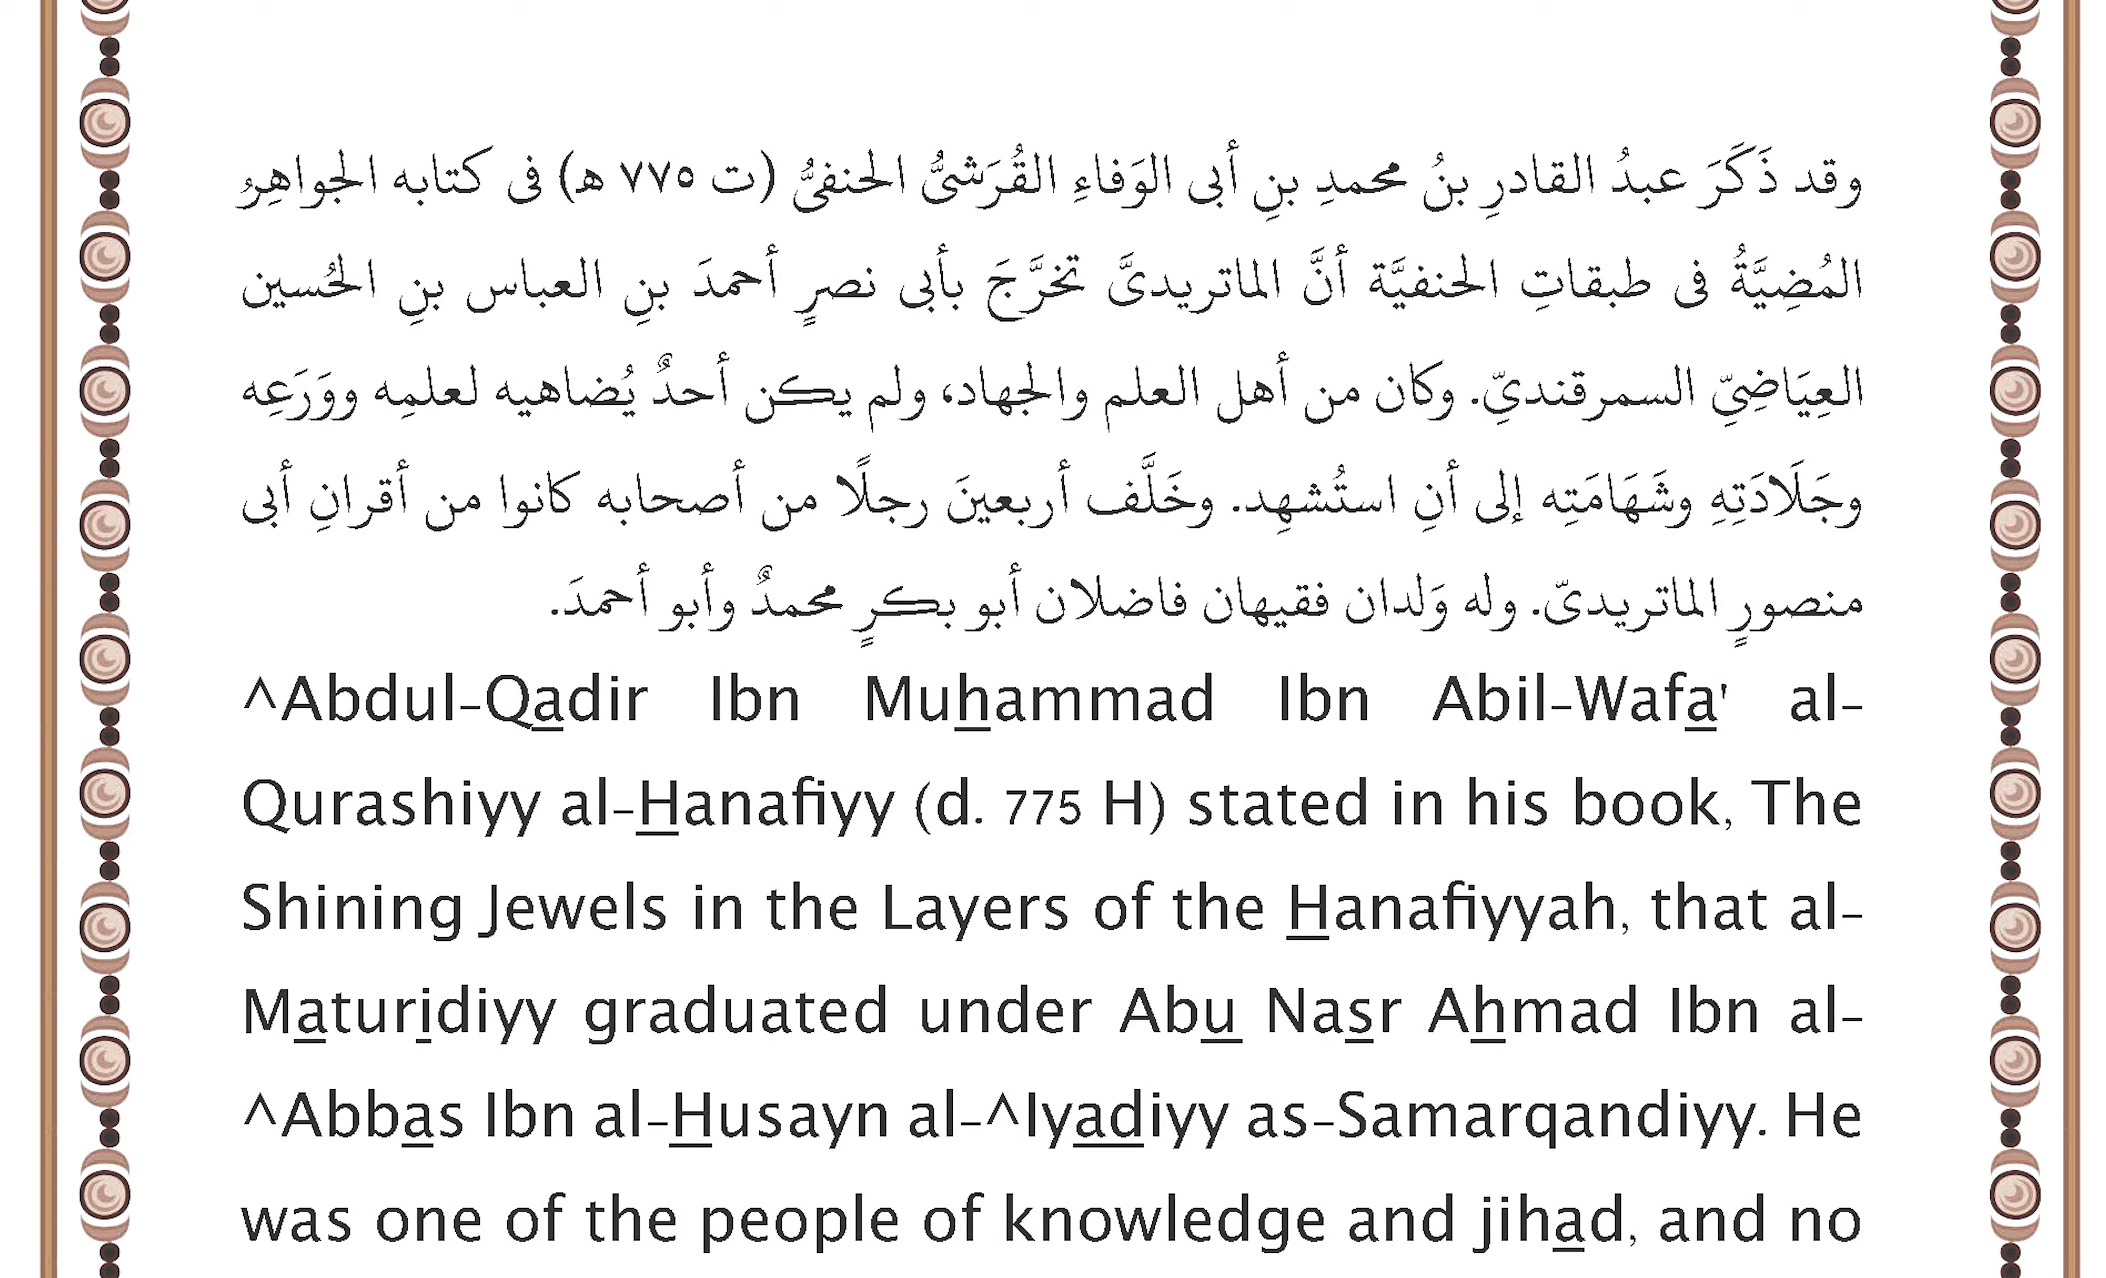 وقد ذَكَرَ عبدُ القادرِ بنُ محمدِ بنِ أبى الوَفاءِ القُرَشىُّ الحنفىُّ (ت ٧٧٥ ه) فى كتابه الجواهِرُ
المُضِيَّةُ فى طبقاتِ الحنفيَّة أنَّ الماتريدىَّ تخرَّجَ بأبى نصرٍ أحمدَ بنِ العباس بنِ الحُسين
العِيَاضِيِّ السمرقنديِّ. وكان من أهل العلم والجهاد، ولم يكن أحدٌ يُضاهيه لعلمِه ووَرَعِه
وجَلَادَتِهِ وشَهَامَتِه إلى أنِ استُشهِد. وخَلَّف أربعينَ رجلًا من أصحابه كانوا من أقرانِ أبى
منصورٍ الماتريدىّ. وله وَلدان فقيهان فاضلان أبو بكرٍ محمدٌ وأبو أحمدَ.
^Abdul-Qadir Ibn Muhammad Ibn Abil-Wafa' al-
Qurashiyy al-Hanafiyy (d. 775 H) stated in his book, The
Shining Jewels in the Layers of the Hanafiyyah, that al-
Maturidiyy graduated under Abu Nasr Ahmad Ibn al-
^Abbas Ibn al-Husayn al-^Iyadiyy as-Samarqandiyy. He
was one of the people of knowledge and jihad, and no